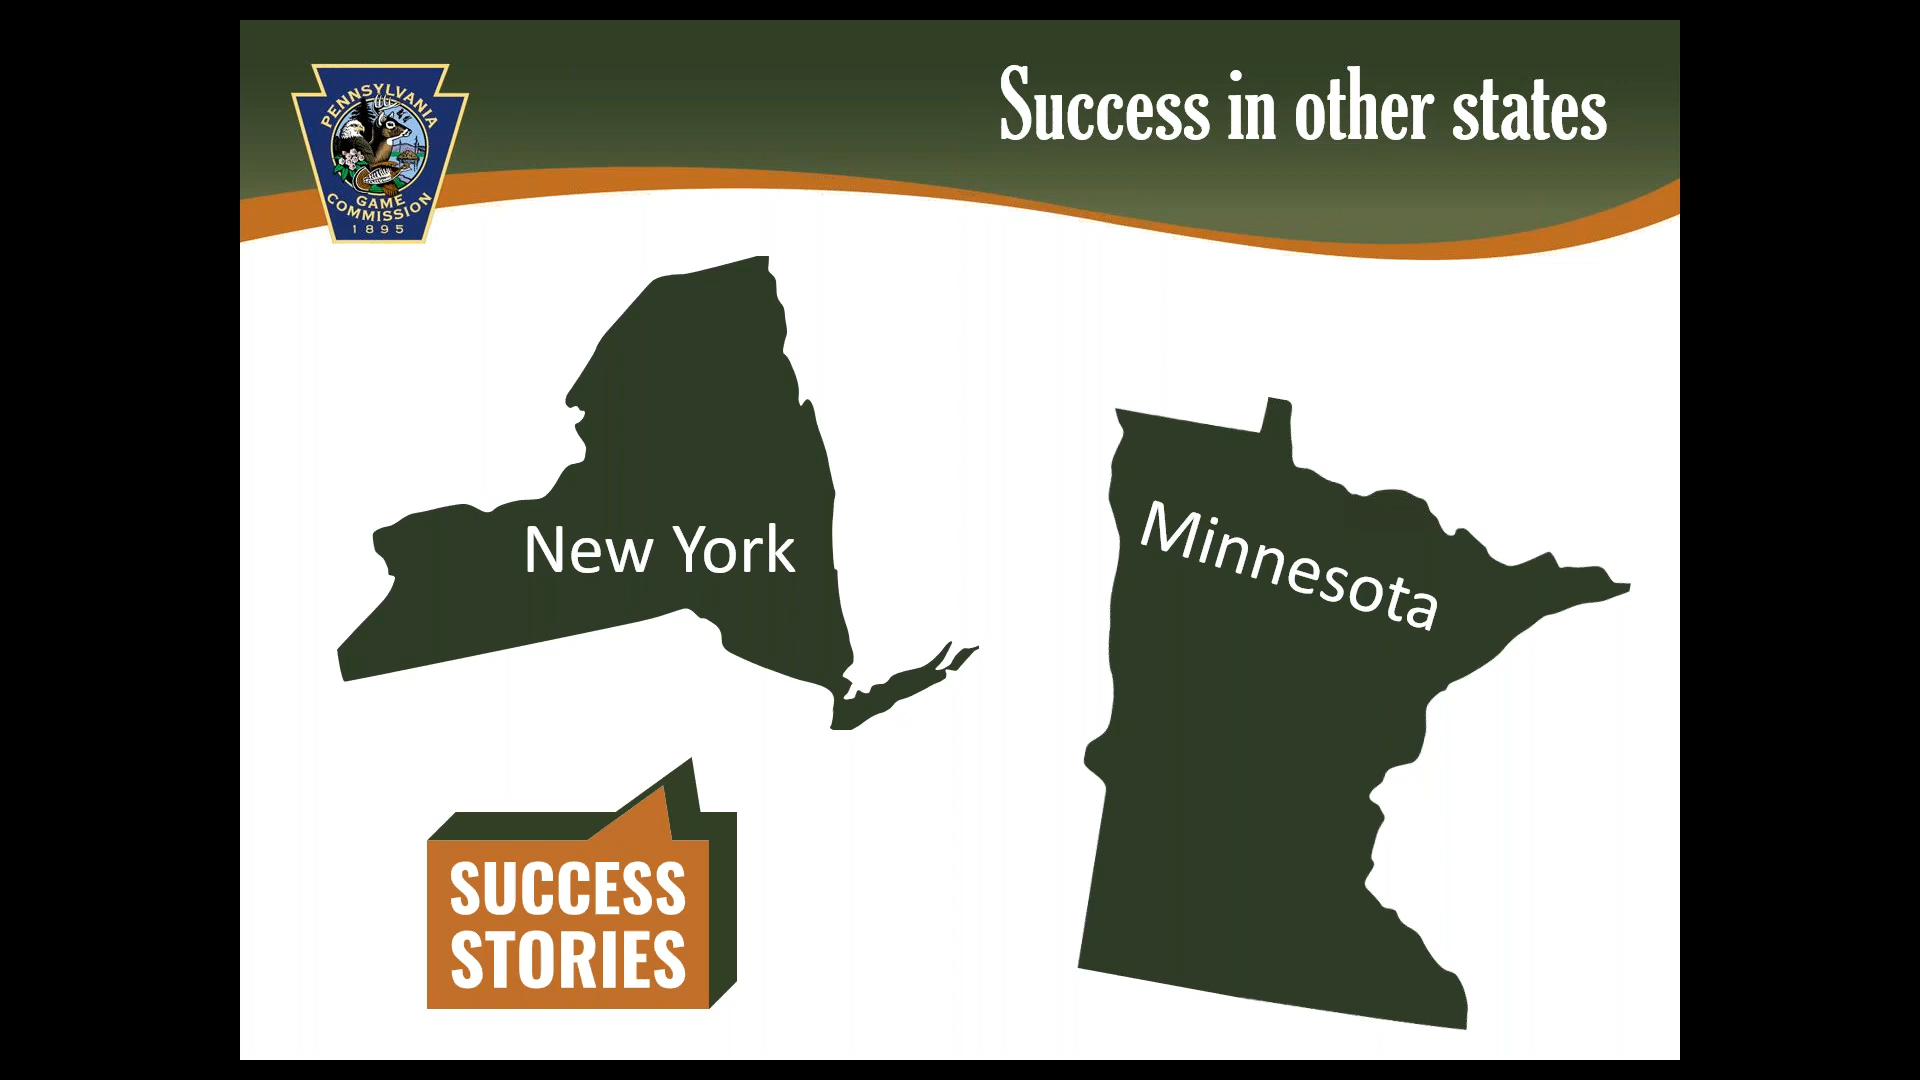 Success in other states
PENNSYLVANIA
GAME
COMMISSION
1895
New York
Minnesota
SUCCESS
STORIES